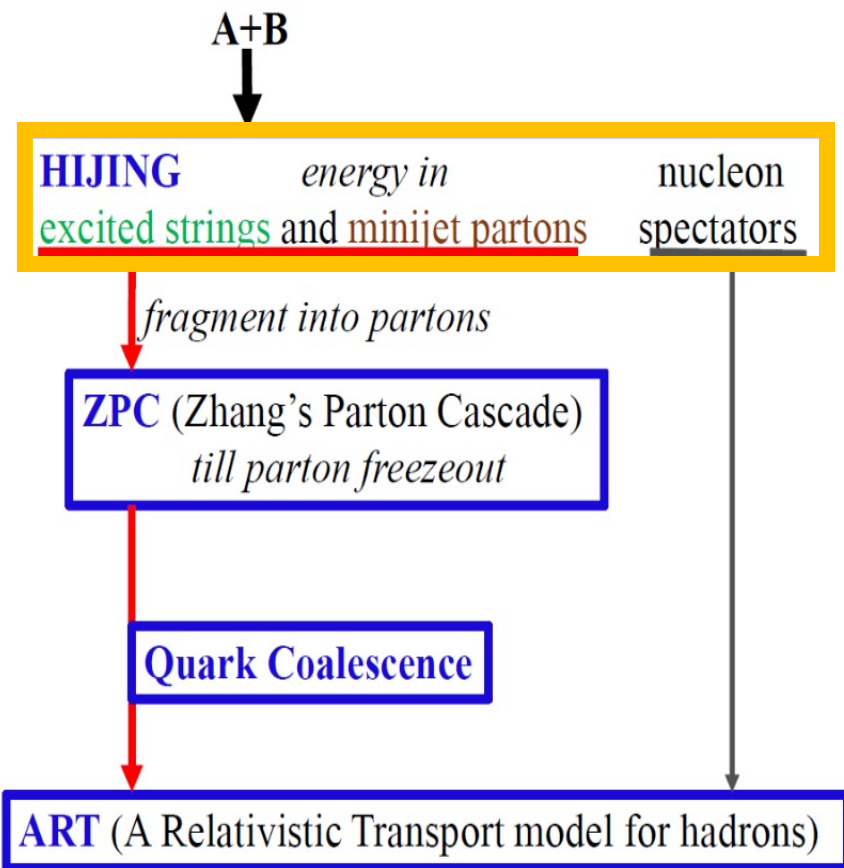 A+B
HIJING energy in nucleon
excited strings and minijet partons spectators
fragment into partons
ZPC (Zhang's Parton Cascade)
till parton freezeout
Quark Coalescence
ART (A Relativistic Transport model for hadrons)